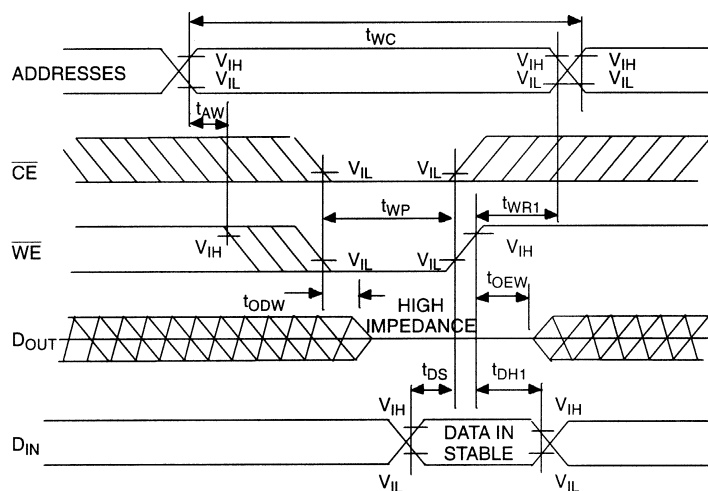 tWC
ADDRESSES VIH VIH VIH
VIL VIL VIL
tAW
CE VIL VIL
tWP tWR1
WE VIH VIH
VIL VIL
tODW HIGH tOEW
IMPEDANCE
DOUT
tDS tDH1
VIH VIH
DIN DATA IN
STABLE
VIL VIL